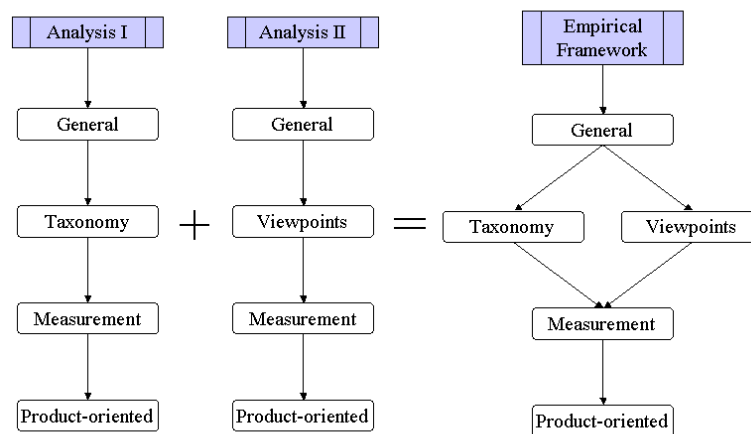 Analysis I
Analysis II
Empirical
Framework
General
General
General
Taxonomy
+
Viewpoints
=
Taxonomy
Viewpoints
Measurement
Measurement
Measurement
Product-oriented
Product-oriented
Product-oriented